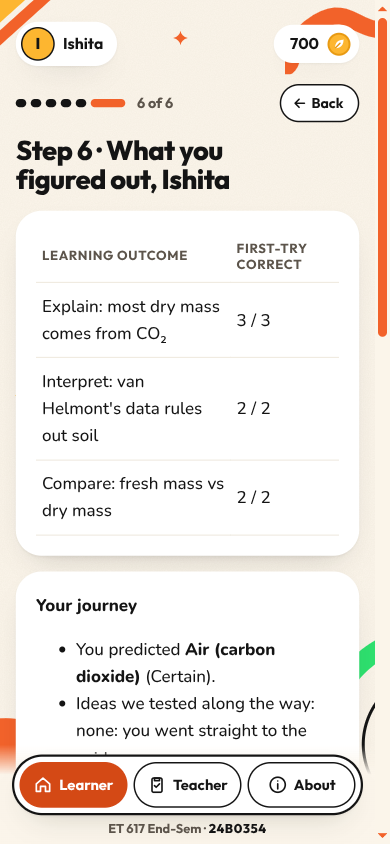 I Ishita
700
6 of 6
← Back
Step 6 · What you
figured out, Ishita
LEARNING OUTCOME
FIRST-TRY
CORRECT
Explain: most dry mass
comes from CO₂
3 / 3
Interpret: van
Helmont's data rules
out soil
2 / 2
Compare: fresh mass vs
dry mass
2 / 2
Your journey
• You predicted Air (carbon
dioxide) (Certain).
• Ideas we tested along the way:
none: you went straight to the
Learner
Teacher
About
ET 617 End-Sem · 24B0354